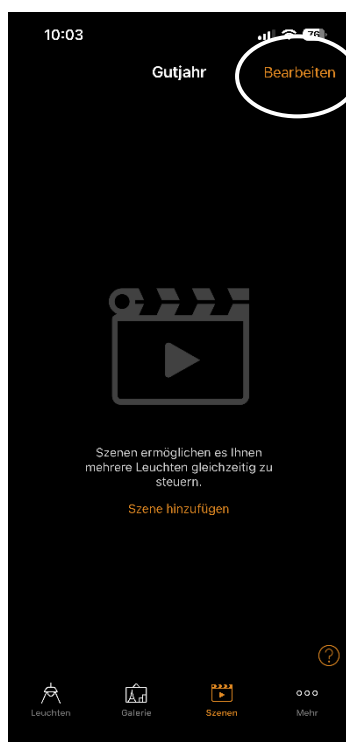 10:03
76
Gutjahr
Bearbeiten
Szenen ermöglichen es Ihnen
mehrere Leuchten gleichzeitig zu
steuern.
Szene hinzufügen
?
Leuchten
Galerie
Szenen
Mehr